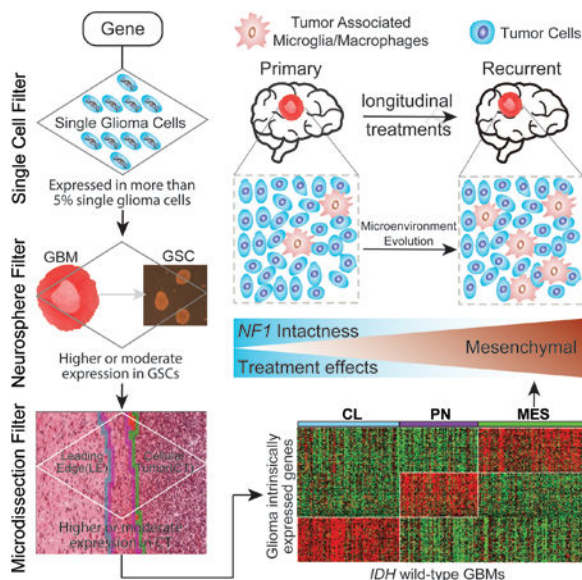 Gene
Single Cell Filter
Single Glioma Cells
Expressed in more than
5% single glioma cells
Neurosphere Filter
GBM
GSC
Higher or moderate
expression in GSCs
Microdissection Filter
Leading
Edge(LE)
Cellular
Tumor(CT)
Higher or moderate
expression in CT
Tumor Associated
Microglia/Macrophages
Tumor Cells
Primary
Recurrent
longitudinal
treatments
Microenvironment
Evolution
NF1 Intactness
Treatment effects
Mesenchymal
CL
PN
MES
Glioma intrinsically
expressed genes
IDH wild-type GBMs